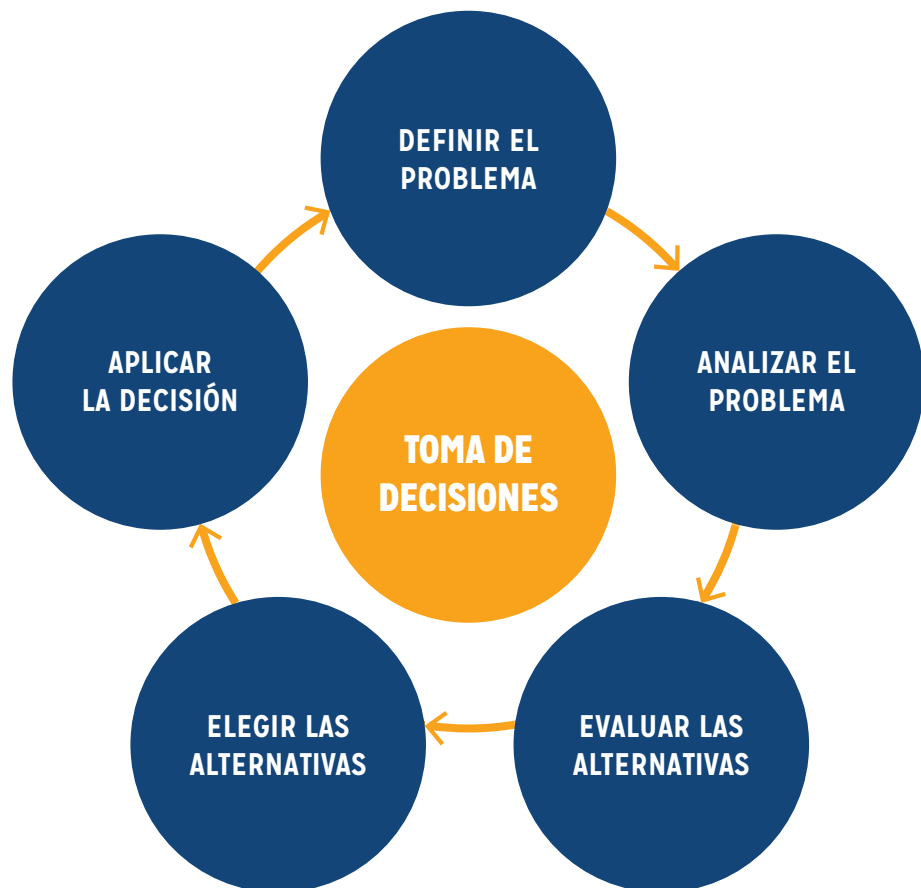 DEFINIR EL
PROBLEMA
ANALIZAR EL
PROBLEMA
EVALUAR LAS
ALTERNATIVAS
ELEGIR LAS
ALTERNATIVAS
APLICAR
LA DECISIÓN
TOMA DE
DECISIONES